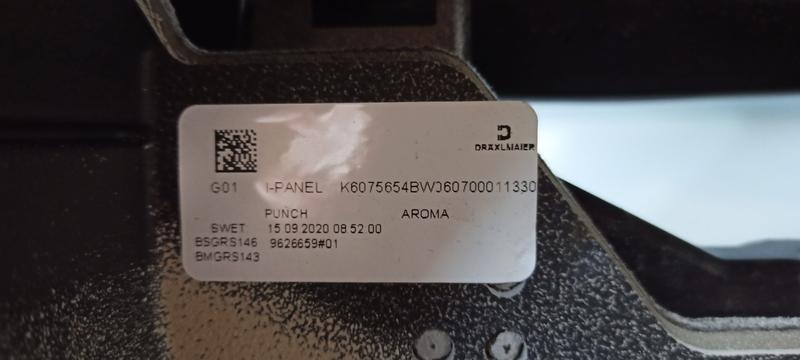 DRÄXLMAIER
G01 I-PANEL K6075654BWJ60700011330
PUNCH AROMA
SWET: 15.09.2020 08:52:00
BSGRS146 9626659#01
BMGRS143